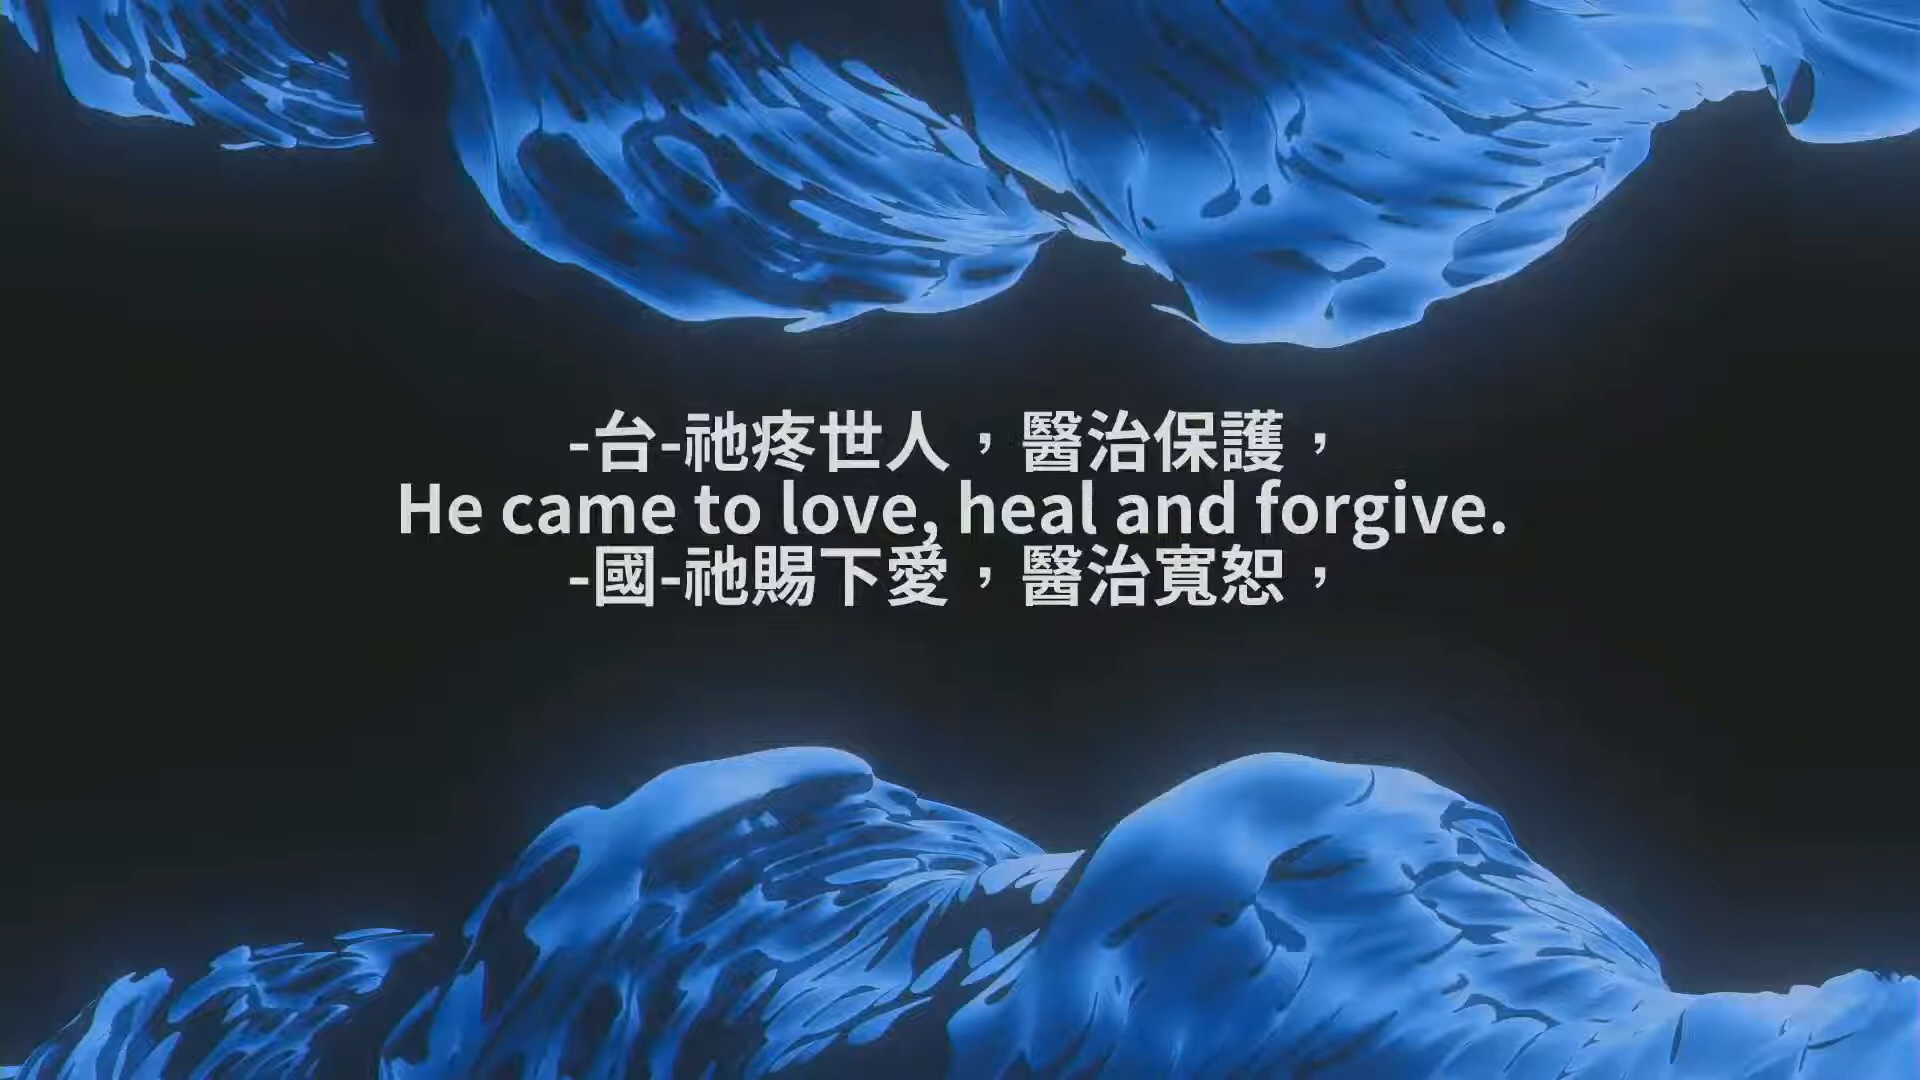 -台-祂疼世人，醫治保護，
He came to love, heal and forgive.
-國-祂賜下愛，醫治寬恕，